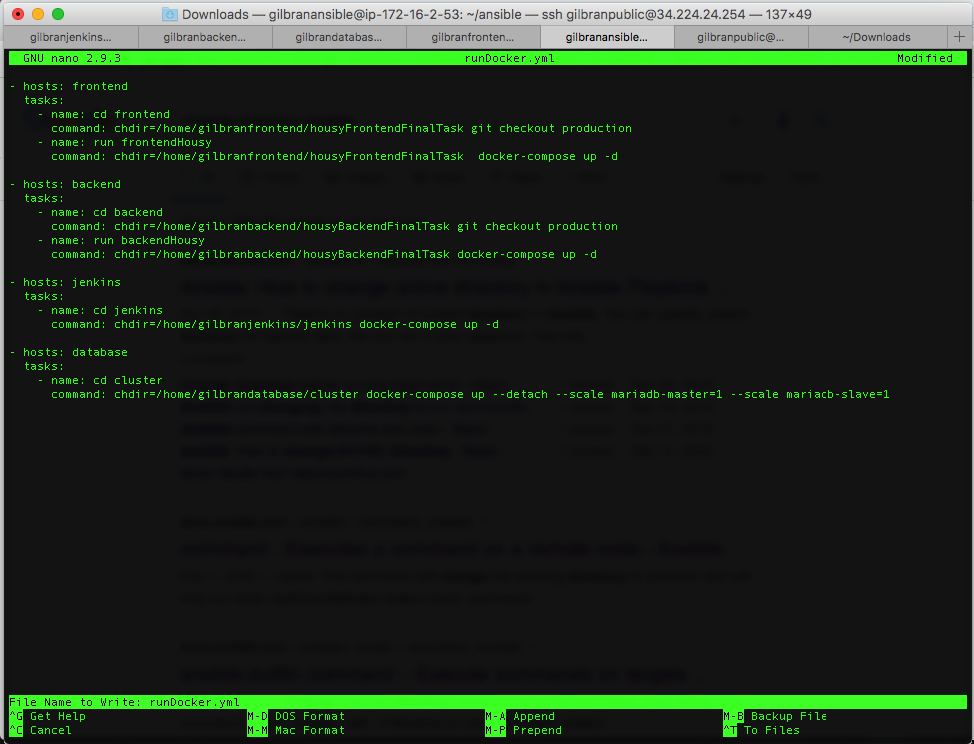 Downloads — gilbranansible@ip-172-16-2-53: ~/ansible — ssh gilbranpublic@34.224.24.254 — 137×49
gilbranjenkins... gilbranbacken... gilbrandatabas... gilbranfronten... gilbranansible... gilbranpublic@... ~/Downloads
GNU nano 2.9.3 runDocker.yml Modified
- hosts: frontend
  tasks:
    - name: cd frontend
      command: chdir=/home/gilbranfrontend/housyFrontendFinalTask git checkout production
    - name: run frontendHousy
      command: chdir=/home/gilbranfrontend/housyFrontendFinalTask  docker-compose up -d
- hosts: backend
  tasks:
    - name: cd backend
      command: chdir=/home/gilbranbackend/housyBackendFinalTask git checkout production
    - name: run backendHousy
      command: chdir=/home/gilbranbackend/housyBackendFinalTask docker-compose up -d
- hosts: jenkins
  tasks:
    - name: cd jenkins
      command: chdir=/home/gilbranjenkins/jenkins docker-compose up -d
- hosts: database
  tasks:
    - name: cd cluster
      command: chdir=/home/gilbrandatabase/cluster docker-compose up --detach --scale mariadb-master=1 --scale mariacb-slave=1
File Name to Write: runDocker.yml
^G Get Help M-D DOS Format M-A Append M-B Backup File
^C Cancel M-M Mac Format M-P Prepend ^T To Files